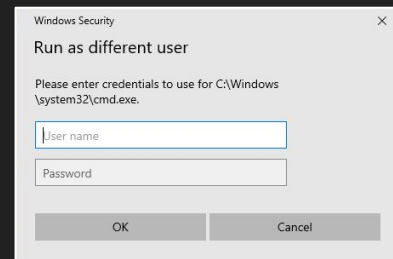 Windows Security
Run as different user
Please enter credentials to use for C:\Windows
\system32\cmd.exe.
User name
Password
OK Cancel